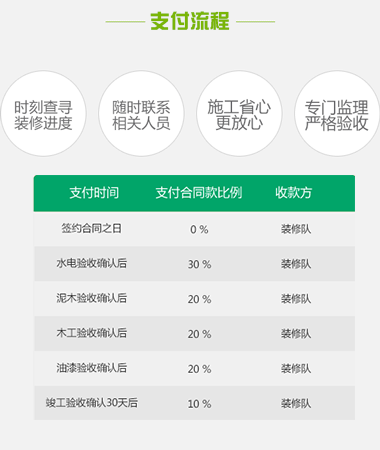 支付流程
时刻查寻
装修进度
随时联系
相关人员
施工省心
更放心
专门监理
严格验收
支付时间 支付合同款比例 收款方
签约合同之日 0 % 装修队
水电验收确认后 30 % 装修队
泥木验收确认后 20 % 装修队
木工验收确认后 20 % 装修队
油漆验收确认后 20 % 装修队
竣工验收确认30天后 10 % 装修队